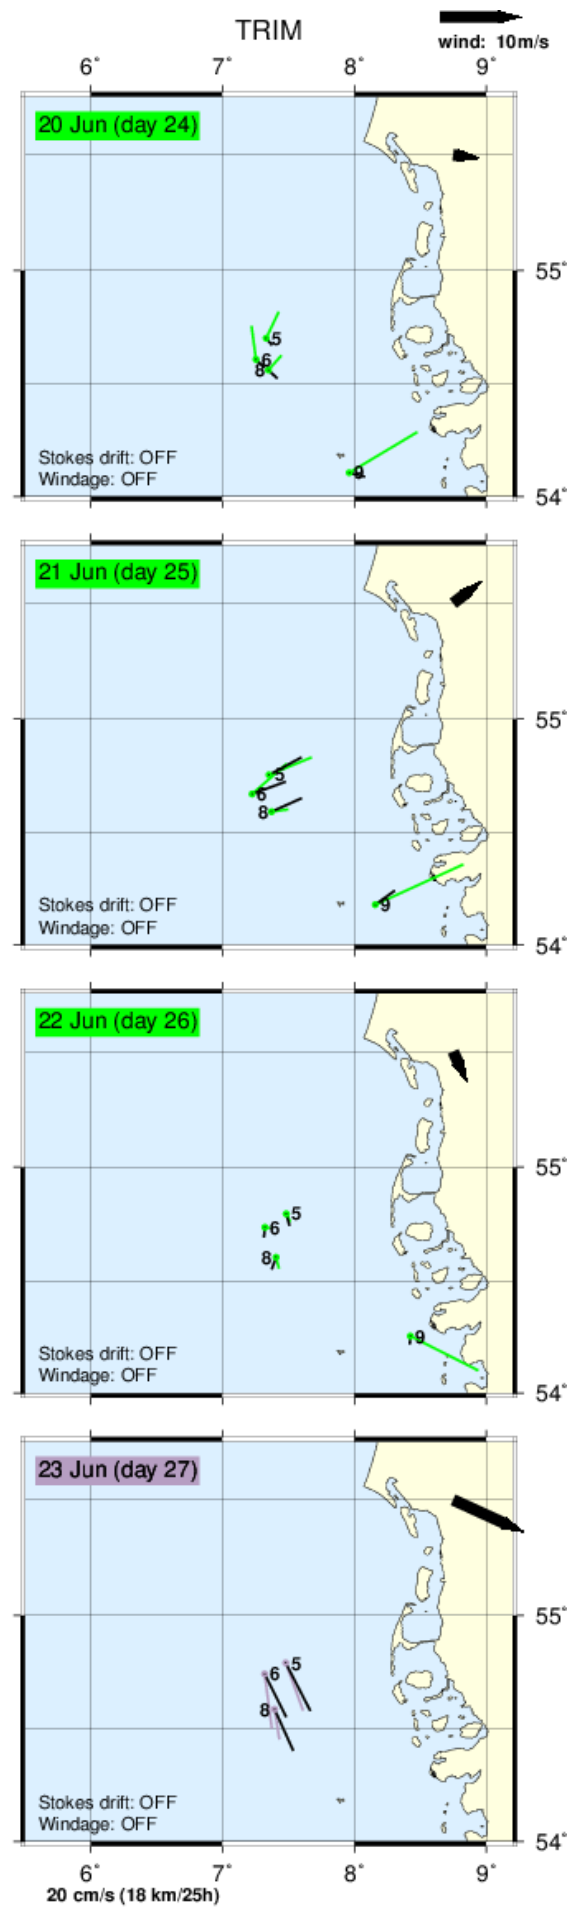 TRIM
wind: 10m/s
6° 7° 8° 9°
20 Jun (day 24)
55°
5
6
8
9
Stokes drift: OFF
Windage: OFF
54°
21 Jun (day 25)
55°
5
6
8
9
Stokes drift: OFF
Windage: OFF
54°
22 Jun (day 26)
55°
5
6
8
9
Stokes drift: OFF
Windage: OFF
54°
23 Jun (day 27)
55°
5
6
8
Stokes drift: OFF
Windage: OFF
54°
6° 7° 8° 9°
20 cm/s (18 km/25h)